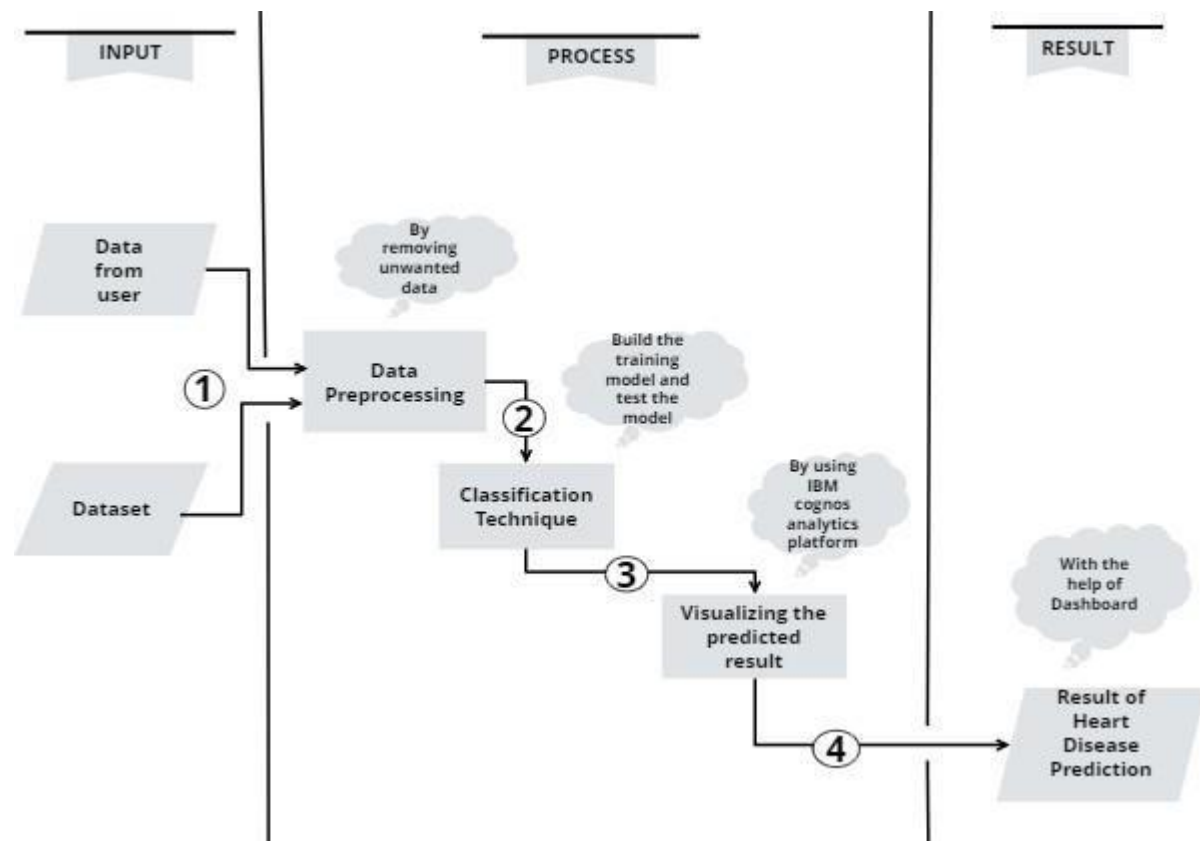 INPUT
PROCESS
RESULT
Data
from
user
By
removing
unwanted
data
1
Data
Preprocessing
Build the
training
model and
test the
model
2
Dataset
Classification
Technique
By using
IBM
cognos
analytics
platform
3
Visualizing the
predicted
result
With the
help of
Dashboard
4
Result of
Heart
Disease
Prediction